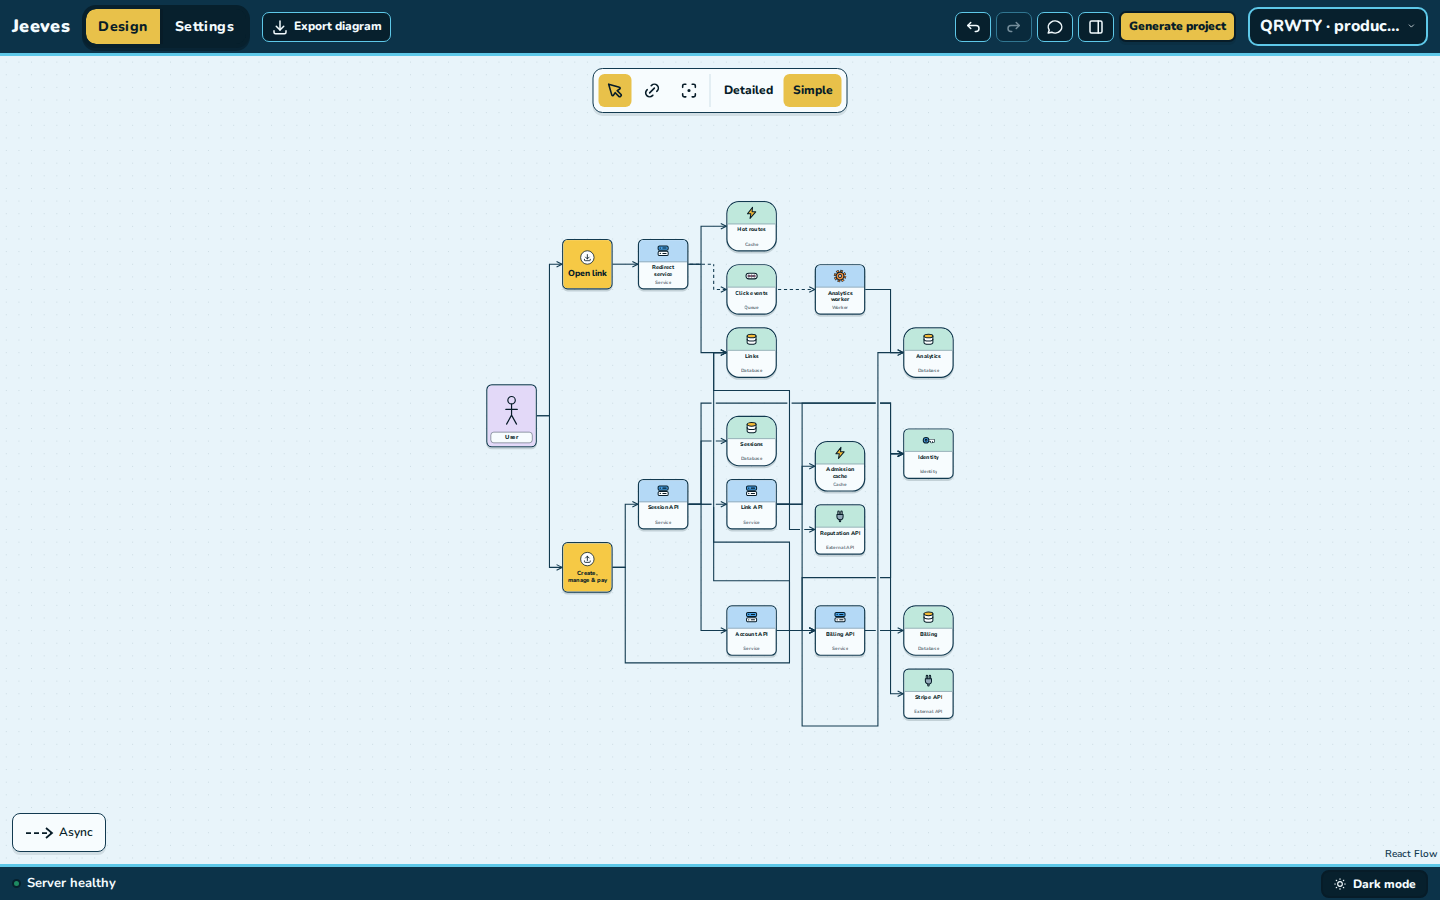 Jeeves
Design
Settings
Export diagram
Generate project
QRWTY · produc...
Detailed
Simple
Hot routes
Cache
Open link
Redirect
service
Service
Click events
Queue
Analytics
worker
Worker
Links
Database
Analytics
Database
User
Sessions
Database
Admission
cache
Cache
Identity
Identity
Session API
Service
Link API
Service
Reputation API
External API
Create,
manage & pay
Account API
Service
Billing API
Service
Billing
Database
Stripe API
External API
Async
React Flow
Server healthy
Dark mode